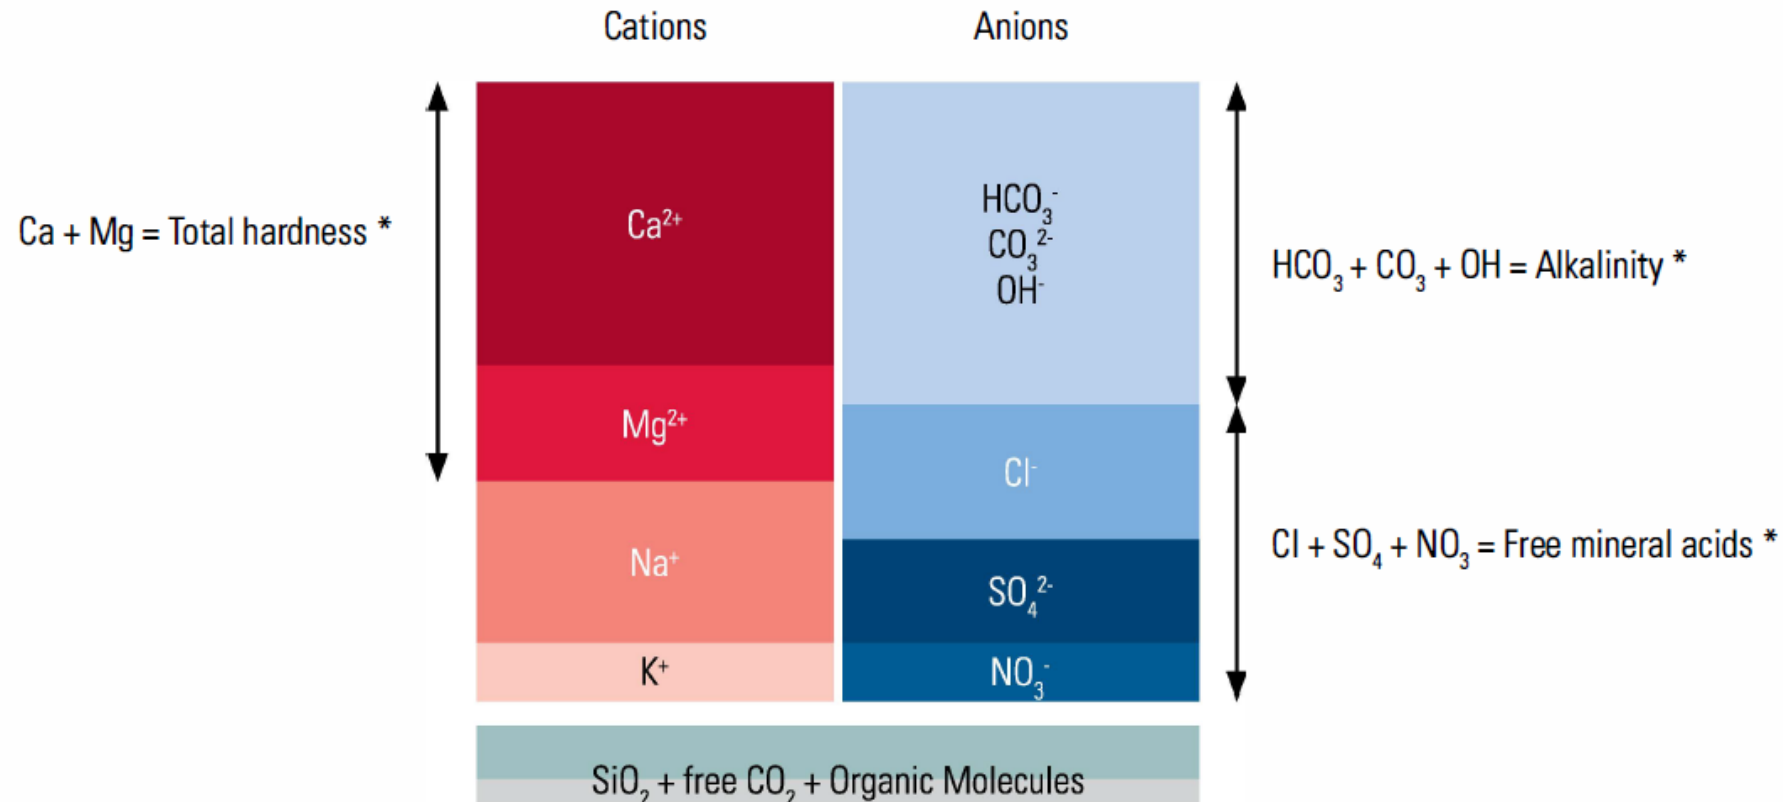 Cations
Anions
Ca + Mg = Total hardness *
Ca²⁺
Mg²⁺
Na⁺
K⁺
HCO₃⁻
CO₃²⁻
OH⁻
Cl⁻
SO₄²⁻
NO₃⁻
HCO₃ + CO₃ + OH = Alkalinity *
Cl + SO₄ + NO₃ = Free mineral acids *
SiO₂ + free CO₂ + Organic Molecules